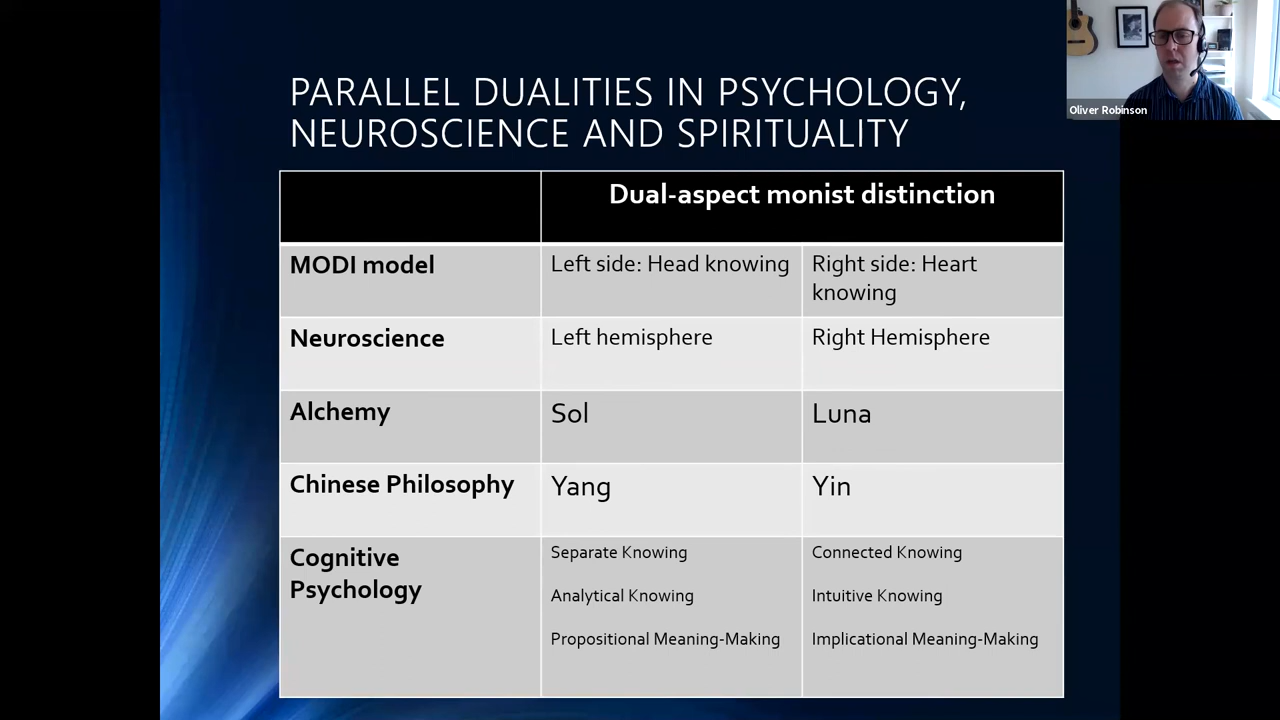 PARALLEL DUALITIES IN PSYCHOLOGY,
NEUROSCIENCE AND SPIRITUALITY
Oliver Robinson
Dual-aspect monist distinction
MODI model
Left side: Head knowing
Right side: Heart
knowing
Neuroscience
Left hemisphere
Right Hemisphere
Alchemy
Sol
Luna
Chinese Philosophy
Yang
Yin
Cognitive
Psychology
Separate Knowing
Analytical Knowing
Propositional Meaning-Making
Connected Knowing
Intuitive Knowing
Implicational Meaning-Making